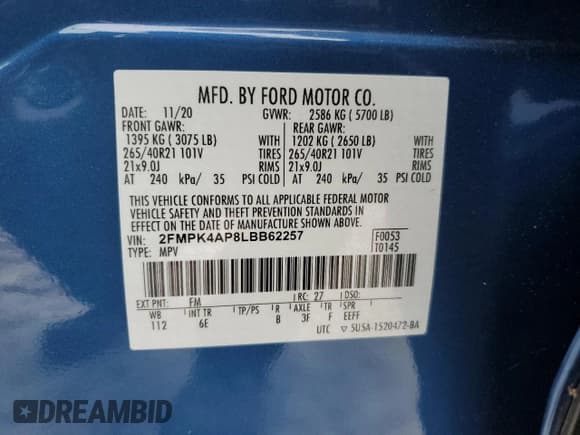 MFD. BY FORD MOTOR CO.
DATE: 11/20 GVWR: 2586 KG ( 5700 LB)
FRONT GAWR: REAR GAWR:
1395 KG ( 3075 LB) WITH 1202 KG ( 2650 LB) WITH
265/40R21 101V TIRES 265/40R21 101V TIRES
21x9.0J RIMS 21x9.0J RIMS
AT 240 kPa/ 35 PSI COLD AT 240 kPa/ 35 PSI COLD
THIS VEHICLE CONFORMS TO ALL APPLICABLE FEDERAL MOTOR
VEHICLE SAFETY AND THEFT PREVENTION STANDARDS IN
EFFECT ON THE DATE OF MANUFACTURE SHOWN ABOVE.
VIN: 2FMPK4AP8LBB62257 F0053
TYPE: MPV T0145
EXT PNT: FM RC: 27 DSO:
WB INT TR TP/PS R AXLE TR SPR
112 6E B 3F F EEEF
UTC ▽ 5USA-1520472-BA
DREAMBID